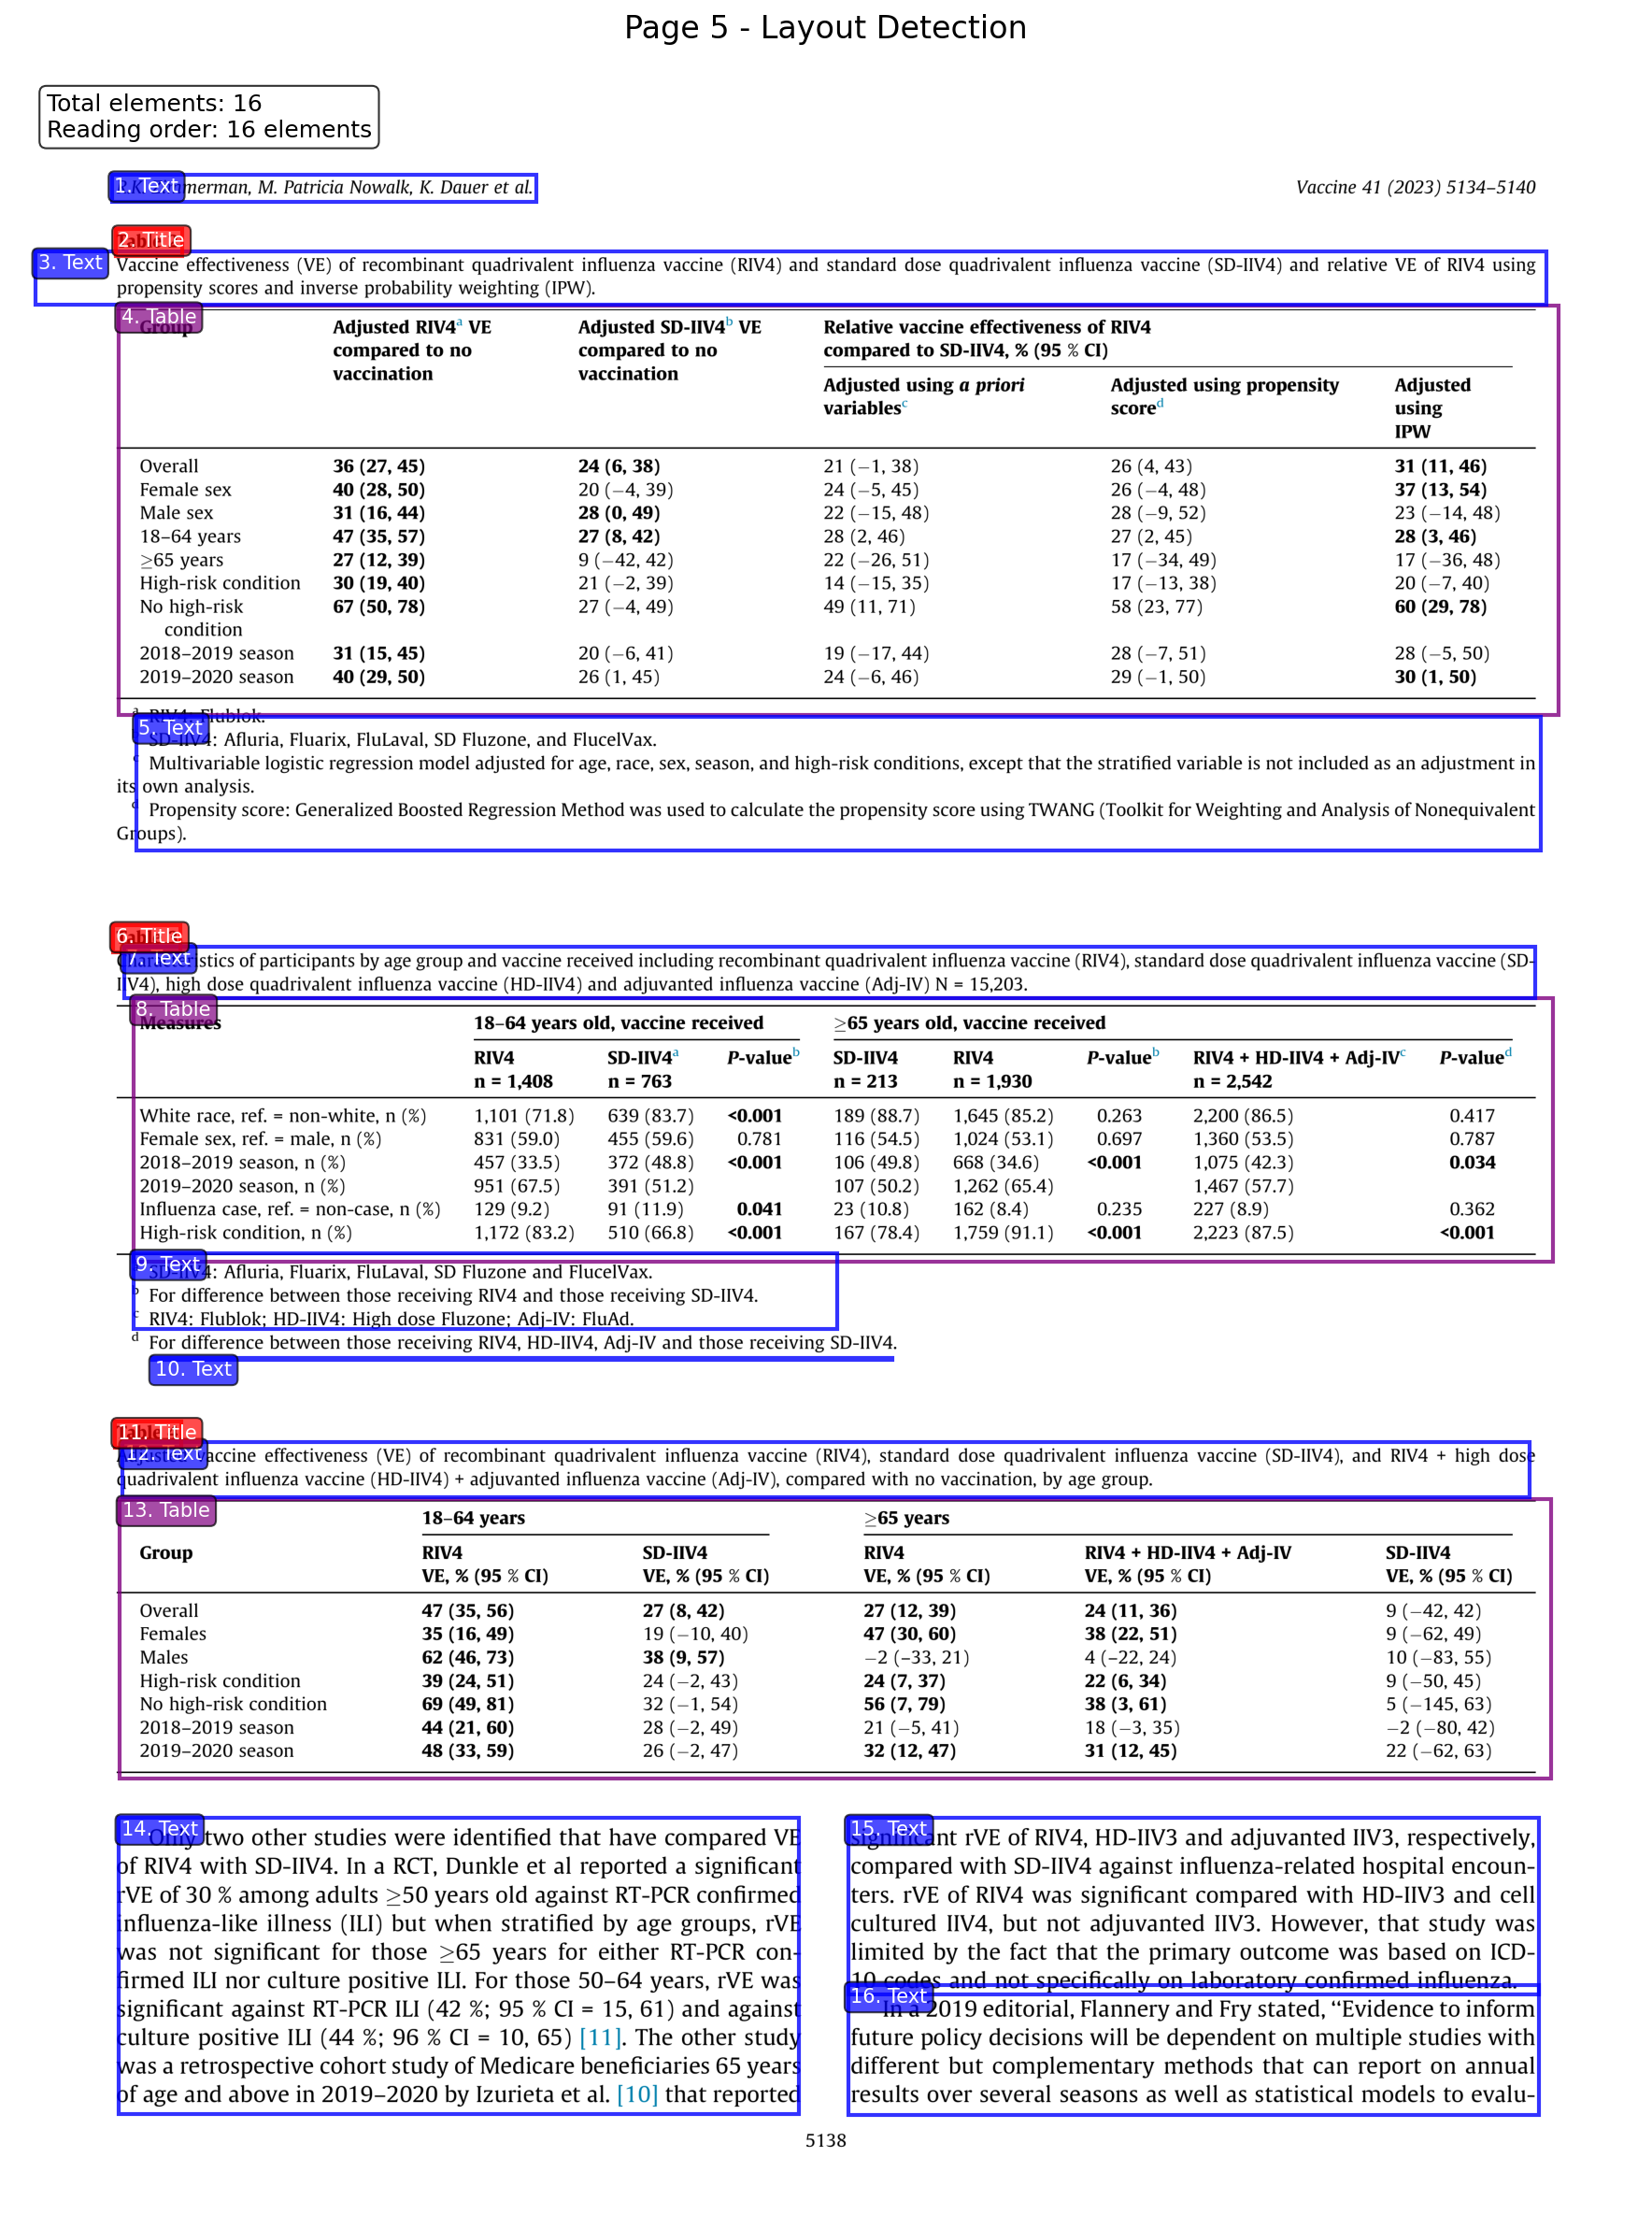 Page 5 - Layout Detection
Total elements: 16
Reading order: 16 elements
1. Text
merman, M. Patricia Nowalk, K. Dauer et al.
Vaccine 41 (2023) 5134–5140
2. Title
3. Text
Vaccine effectiveness (VE) of recombinant quadrivalent influenza vaccine (RIV4) and standard dose quadrivalent influenza vaccine (SD-IIV4) and relative VE of RIV4 using
propensity scores and inverse probability weighting (IPW).
4. Table
Group Adjusted RIV4a VE Adjusted SD-IIV4b VE Relative vaccine effectiveness of RIV4
compared to no compared to no compared to SD-IIV4, % (95 % CI)
vaccination vaccination
Adjusted using a priori Adjusted using propensity Adjusted
variablesc scored using
IPW
Overall 36 (27, 45) 24 (6, 38) 21 (−1, 38) 26 (4, 43) 31 (11, 46)
Female sex 40 (28, 50) 20 (−4, 39) 24 (−5, 45) 26 (−4, 48) 37 (13, 54)
Male sex 31 (16, 44) 28 (0, 49) 22 (−15, 48) 28 (−9, 52) 23 (−14, 48)
18–64 years 47 (35, 57) 27 (8, 42) 28 (2, 46) 27 (2, 45) 28 (3, 46)
≥65 years 27 (12, 39) 9 (−42, 42) 22 (−26, 51) 17 (−34, 49) 17 (−36, 48)
High-risk condition 30 (19, 40) 21 (−2, 39) 14 (−15, 35) 17 (−13, 38) 20 (−7, 40)
No high-risk 67 (50, 78) 27 (−4, 49) 49 (11, 71) 58 (23, 77) 60 (29, 78)
condition
2018–2019 season 31 (15, 45) 20 (−6, 41) 19 (−17, 44) 28 (−7, 51) 28 (−5, 50)
2019–2020 season 40 (29, 50) 26 (1, 45) 24 (−6, 46) 29 (−1, 50) 30 (1, 50)
a RIV4: Flublok.
5. Text
SD-IIV4: Afluria, Fluarix, FluLaval, SD Fluzone, and FlucelVax.
c Multivariable logistic regression model adjusted for age, race, sex, season, and high-risk conditions, except that the stratified variable is not included as an adjustment in
its own analysis.
d Propensity score: Generalized Boosted Regression Method was used to calculate the propensity score using TWANG (Toolkit for Weighting and Analysis of Nonequivalent
Groups).
6. Title
7. Text
Characteristics of participants by age group and vaccine received including recombinant quadrivalent influenza vaccine (RIV4), standard dose quadrivalent influenza vaccine (SD-
IIV4), high dose quadrivalent influenza vaccine (HD-IIV4) and adjuvanted influenza vaccine (Adj-IV) N = 15,203.
8. Table
Measures 18–64 years old, vaccine received ≥65 years old, vaccine received
RIV4 SD-IIV4a P-valueb SD-IIV4 RIV4 P-valueb RIV4 + HD-IIV4 + Adj-IVc P-valued
n = 1,408 n = 763 n = 213 n = 1,930 n = 2,542
White race, ref. = non-white, n (%) 1,101 (71.8) 639 (83.7) <0.001 189 (88.7) 1,645 (85.2) 0.263 2,200 (86.5) 0.417
Female sex, ref. = male, n (%) 831 (59.0) 455 (59.6) 0.781 116 (54.5) 1,024 (53.1) 0.697 1,360 (53.5) 0.787
2018–2019 season, n (%) 457 (33.5) 372 (48.8) <0.001 106 (49.8) 668 (34.6) <0.001 1,075 (42.3) 0.034
2019–2020 season, n (%) 951 (67.5) 391 (51.2) 107 (50.2) 1,262 (65.4) 1,467 (57.7)
Influenza case, ref. = non-case, n (%) 129 (9.2) 91 (11.9) 0.041 23 (10.8) 162 (8.4) 0.235 227 (8.9) 0.362
High-risk condition, n (%) 1,172 (83.2) 510 (66.8) <0.001 167 (78.4) 1,759 (91.1) <0.001 2,223 (87.5) <0.001
9. Text
SD-IIV4: Afluria, Fluarix, FluLaval, SD Fluzone and FlucelVax.
b For difference between those receiving RIV4 and those receiving SD-IIV4.
c RIV4: Flublok; HD-IIV4: High dose Fluzone; Adj-IV: FluAd.
d For difference between those receiving RIV4, HD-IIV4, Adj-IV and those receiving SD-IIV4.
10. Text
11. Title
12. Text
Adjusted vaccine effectiveness (VE) of recombinant quadrivalent influenza vaccine (RIV4), standard dose quadrivalent influenza vaccine (SD-IIV4), and RIV4 + high dose
quadrivalent influenza vaccine (HD-IIV4) + adjuvanted influenza vaccine (Adj-IV), compared with no vaccination, by age group.
13. Table
18–64 years ≥65 years
Group RIV4 SD-IIV4 RIV4 RIV4 + HD-IIV4 + Adj-IV SD-IIV4
VE, % (95 % CI) VE, % (95 % CI) VE, % (95 % CI) VE, % (95 % CI) VE, % (95 % CI)
Overall 47 (35, 56) 27 (8, 42) 27 (12, 39) 24 (11, 36) 9 (−42, 42)
Females 35 (16, 49) 19 (−10, 40) 47 (30, 60) 38 (22, 51) 9 (−62, 49)
Males 62 (46, 73) 38 (9, 57) −2 (–33, 21) 4 (–22, 24) 10 (−83, 55)
High-risk condition 39 (24, 51) 24 (−2, 43) 24 (7, 37) 22 (6, 34) 9 (−50, 45)
No high-risk condition 69 (49, 81) 32 (−1, 54) 56 (7, 79) 38 (3, 61) 5 (−145, 63)
2018–2019 season 44 (21, 60) 28 (−2, 49) 21 (−5, 41) 18 (−3, 35) −2 (−80, 42)
2019–2020 season 48 (33, 59) 26 (−2, 47) 32 (12, 47) 31 (12, 45) 22 (−62, 63)
14. Text
Only two other studies were identified that have compared VE
of RIV4 with SD-IIV4. In a RCT, Dunkle et al reported a significant
rVE of 30 % among adults ≥50 years old against RT-PCR confirmed
influenza-like illness (ILI) but when stratified by age groups, rVE
was not significant for those ≥65 years for either RT-PCR con-
firmed ILI nor culture positive ILI. For those 50–64 years, rVE was
significant against RT-PCR ILI (42 %; 95 % CI = 15, 61) and against
culture positive ILI (44 %; 96 % CI = 10, 65) [11]. The other study
was a retrospective cohort study of Medicare beneficiaries 65 years
of age and above in 2019–2020 by Izurieta et al. [10] that reported
15. Text
significant rVE of RIV4, HD-IIV3 and adjuvanted IIV3, respectively,
compared with SD-IIV4 against influenza-related hospital encoun-
ters. rVE of RIV4 was significant compared with HD-IIV3 and cell
cultured IIV4, but not adjuvanted IIV3. However, that study was
limited by the fact that the primary outcome was based on ICD-
10 codes and not specifically on laboratory confirmed influenza.
16. Text
In a 2019 editorial, Flannery and Fry stated, “Evidence to inform
future policy decisions will be dependent on multiple studies with
different but complementary methods that can report on annual
results over several seasons as well as statistical models to evalu-
5138